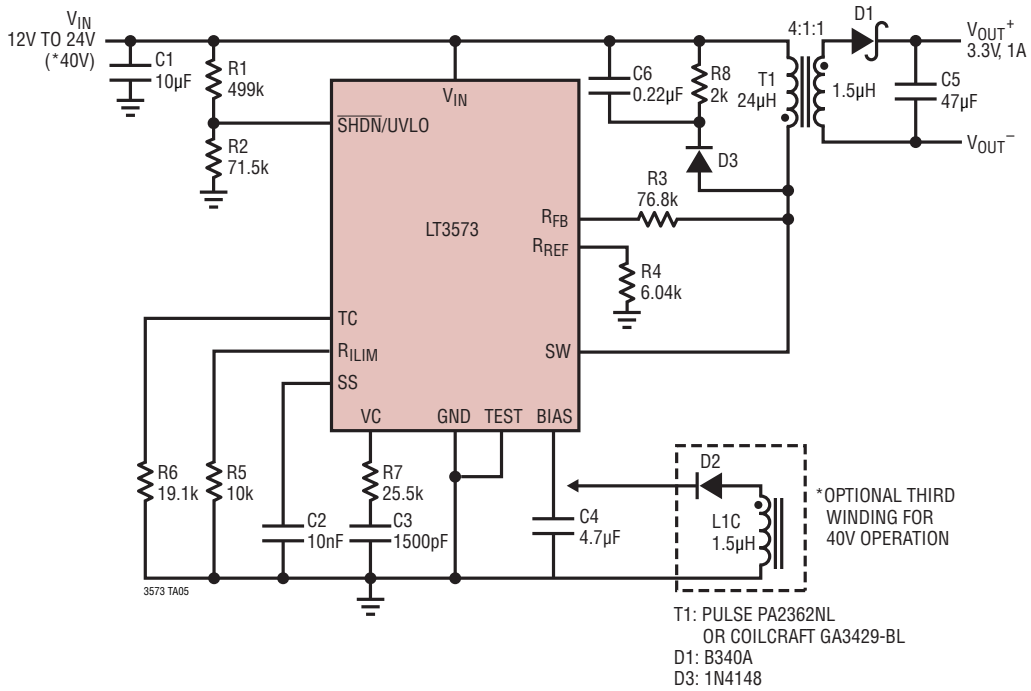 VIN
12V TO 24V
(*40V)
C1
10µF
R1
499k
R2
71.5k
VIN
SHDN/UVLO
LT3573
RFB
RREF
SW
TC
RILIM
SS
VC
GND
TEST
BIAS
C6
0.22µF
R8
2k
D3
R3
76.8k
R4
6.04k
4:1:1
T1
24µH
1.5µH
D1
VOUT+
3.3V, 1A
C5
47µF
VOUT–
R6
19.1k
R5
10k
C2
10nF
R7
25.5k
C3
1500pF
C4
4.7µF
D2
L1C
1.5µH
*OPTIONAL THIRD
WINDING FOR
40V OPERATION
3573 TA05
T1: PULSE PA2362NL
OR COILCRAFT GA3429-BL
D1: B340A
D3: 1N4148